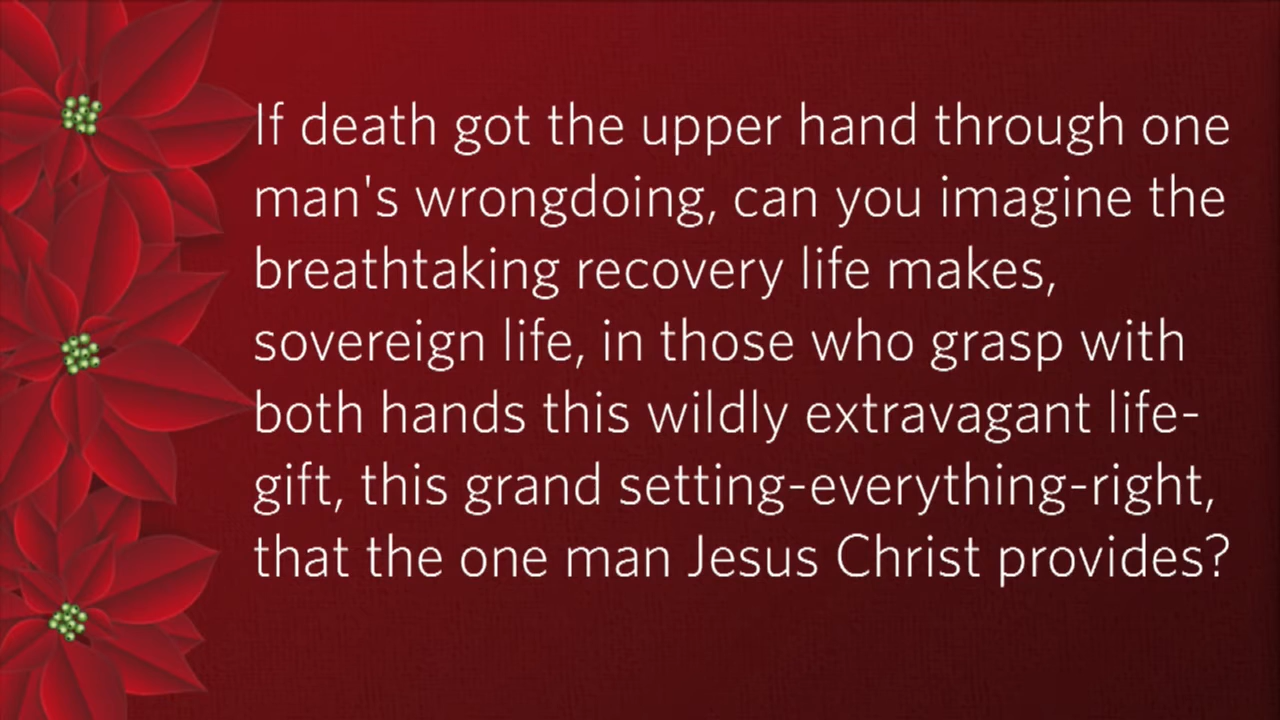 If death got the upper hand through one
man's wrongdoing, can you imagine the
breathtaking recovery life makes,
sovereign life, in those who grasp with
both hands this wildly extravagant life-
gift, this grand setting-everything-right,
that the one man Jesus Christ provides?